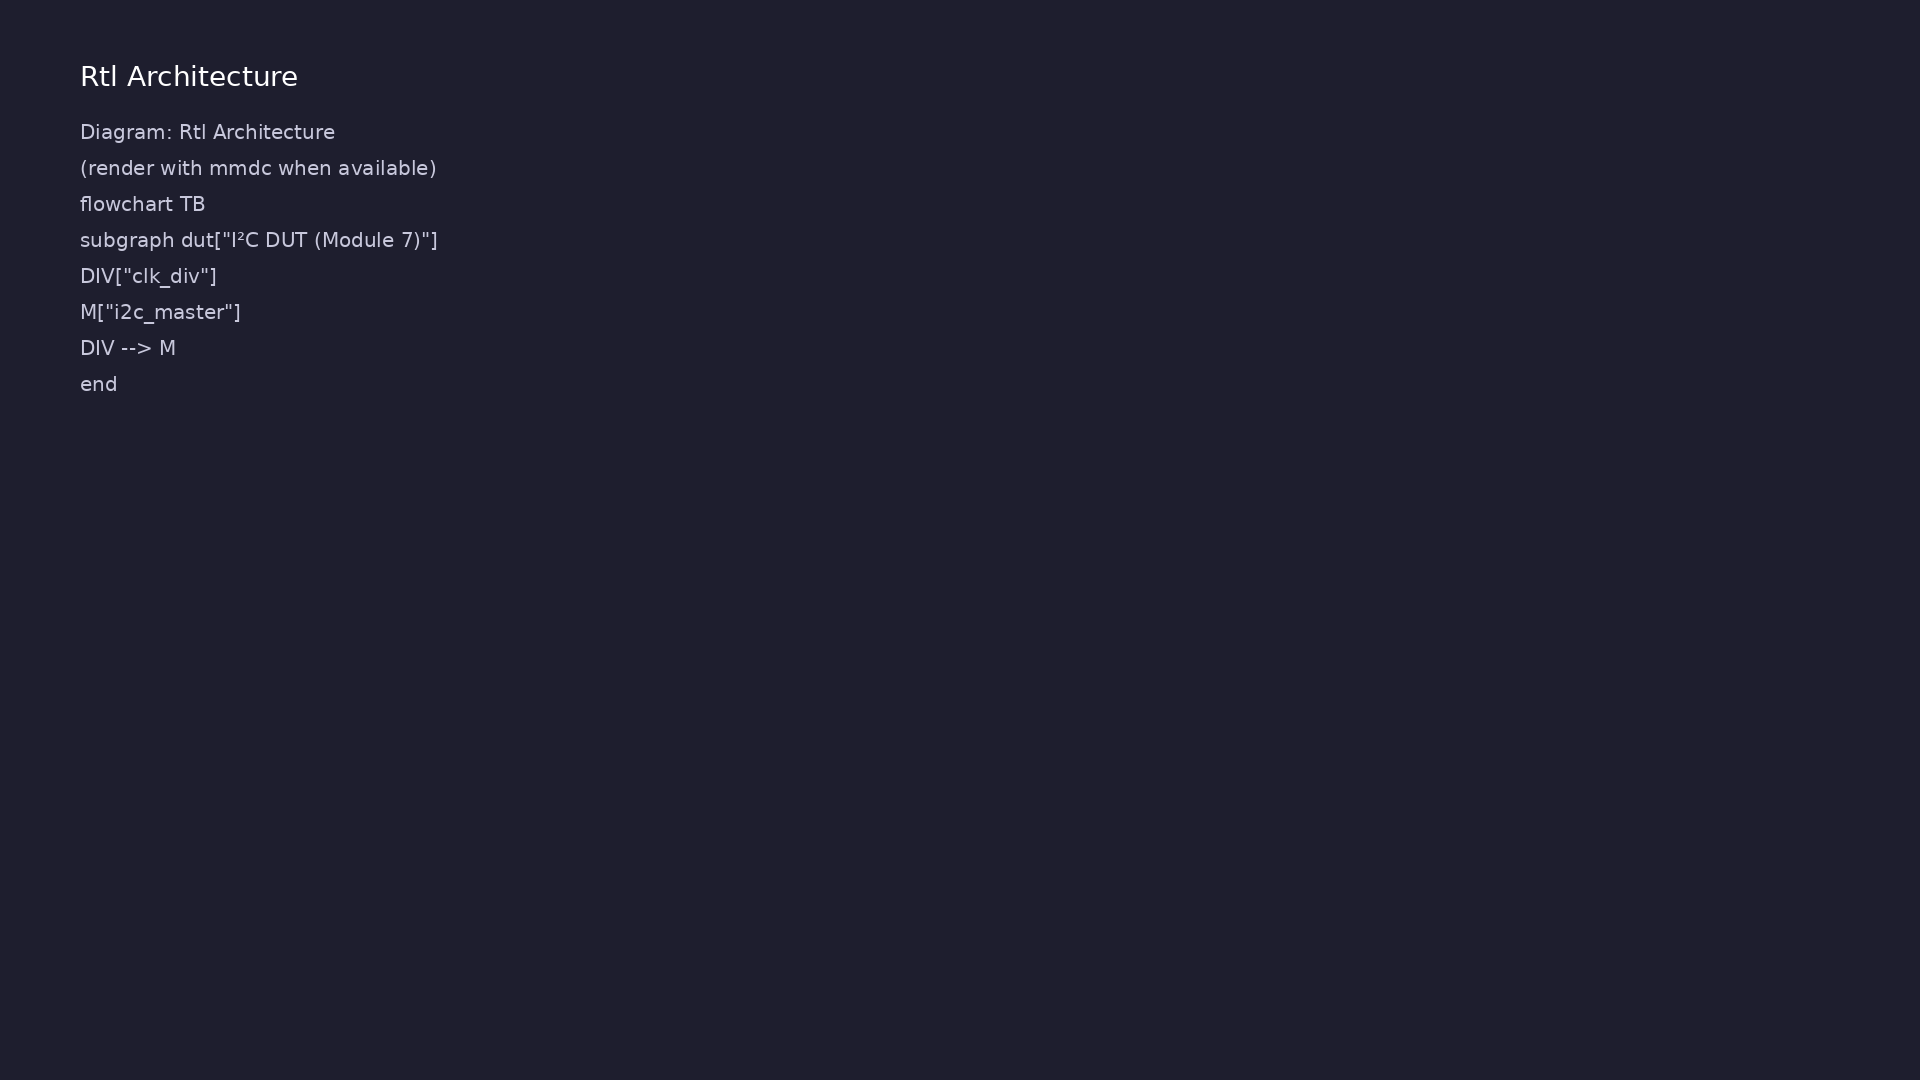 Rtl Architecture
Diagram: Rtl Architecture
(render with mmdc when available)
flowchart TB
subgraph dut["I²C DUT (Module 7)"]
DIV["clk_div"]
M["i2c_master"]
DIV --> M
end